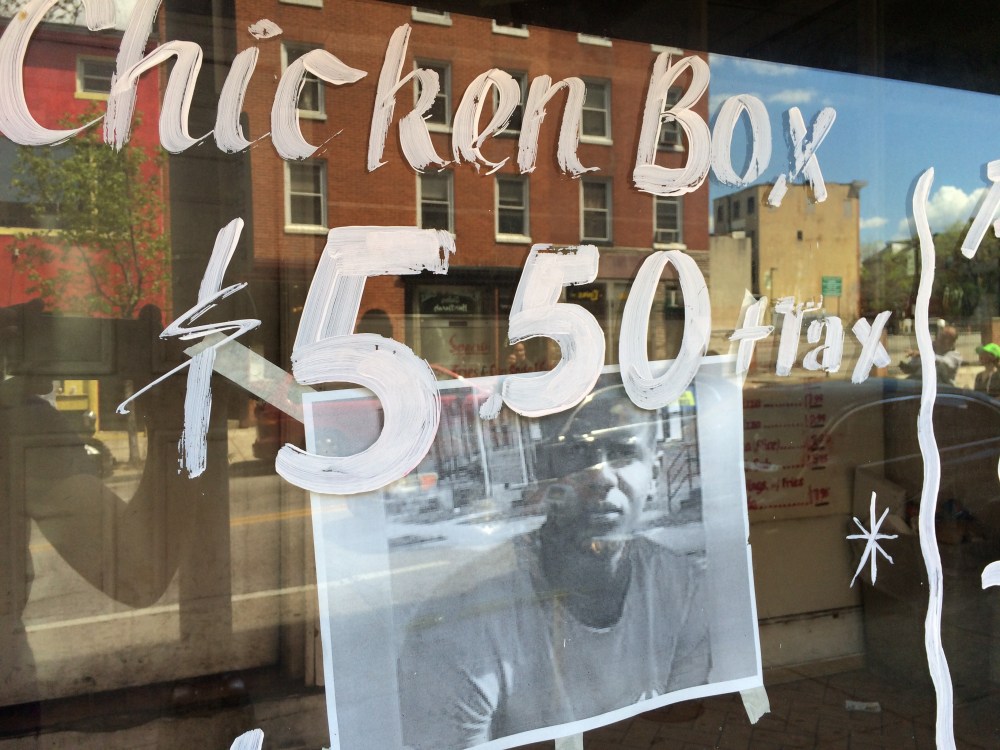 Chicken Box
$5.50 +Tax
*